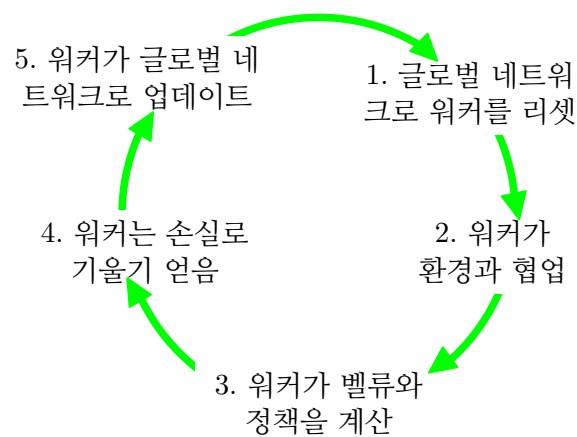 1. 글로벌 네트워
크로 워커를 리셋
2. 워커가
환경과 협업
3. 워커가 벨류와
정책을 계산
4. 워커는 손실로
기울기 얻음
5. 워커가 글로벌 네
트워크로 업데이트